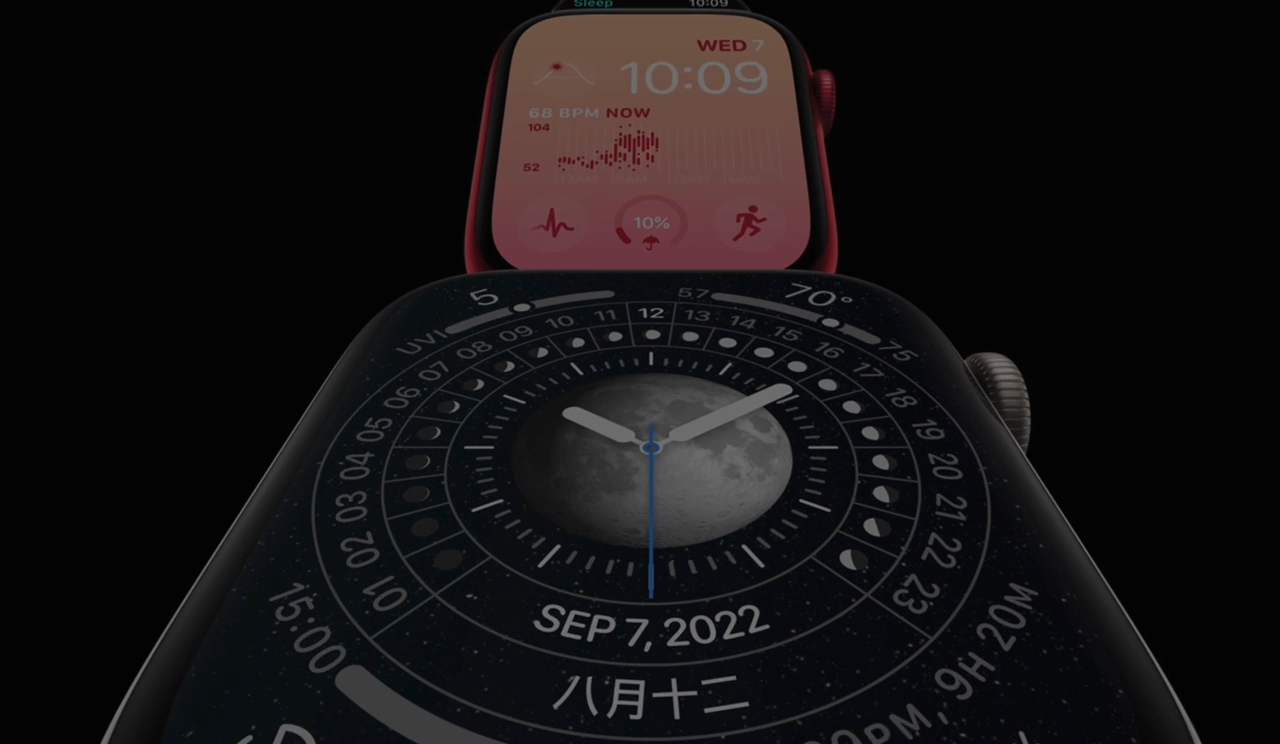 Sleep 10:09
WED 7
10:09
68 BPM NOW
104
52
10%
UVI 5
57 70° 75
01 02 03 04 05 06 07 08 09 10 11 12 13 14 15 16 17 18 19 20 21 22 23
SEP 7, 2022
八月十二
15:00
PM, 9H 20M